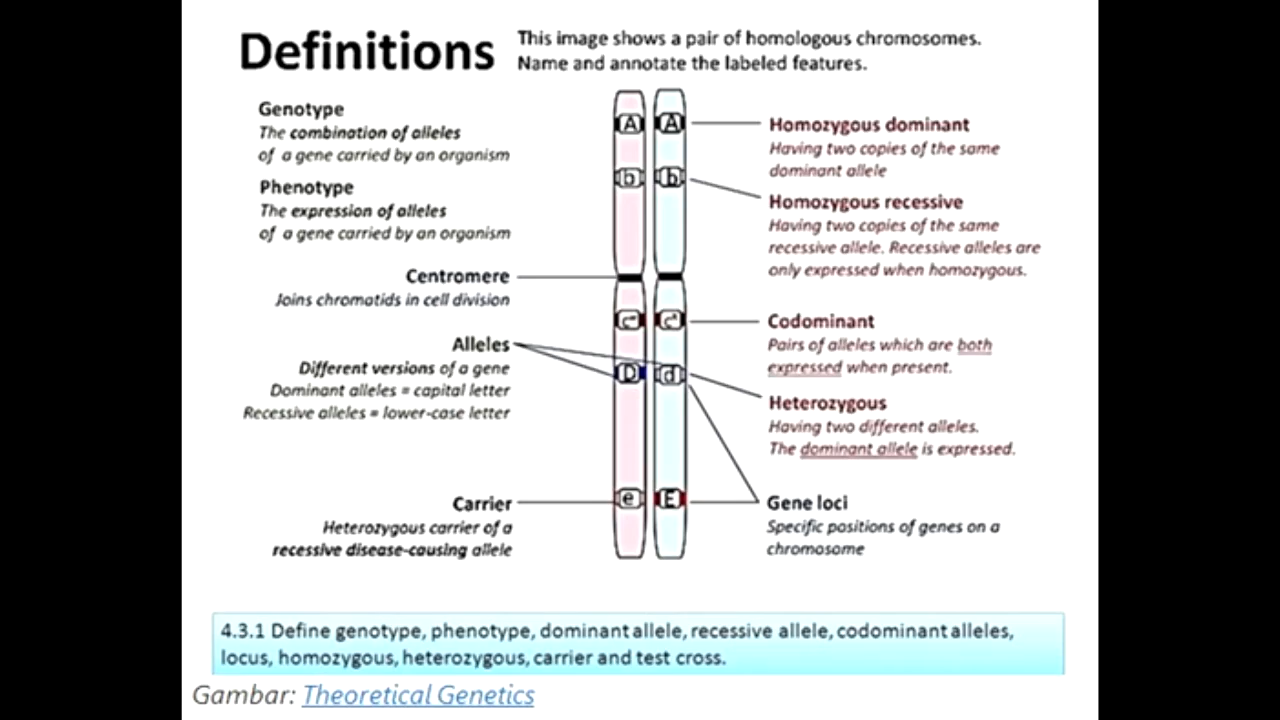 Definitions
This image shows a pair of homologous chromosomes.
Name and annotate the labeled features.
Genotype
The combination of alleles
of a gene carried by an organism
Phenotype
The expression of alleles
of a gene carried by an organism
Centromere
Joins chromatids in cell division
Alleles
Different versions of a gene
Dominant alleles = capital letter
Recessive alleles = lower-case letter
Carrier
Heterozygous carrier of a
recessive disease-causing allele
A A
b b
D d
e E
Homozygous dominant
Having two copies of the same
dominant allele
Homozygous recessive
Having two copies of the same
recessive allele. Recessive alleles are
only expressed when homozygous.
Codominant
Pairs of alleles which are both
expressed when present.
Heterozygous
Having two different alleles.
The dominant allele is expressed.
Gene loci
Specific positions of genes on a
chromosome
4.3.1 Define genotype, phenotype, dominant allele, recessive allele, codominant alleles,
locus, homozygous, heterozygous, carrier and test cross.
Gambar: Theoretical Genetics